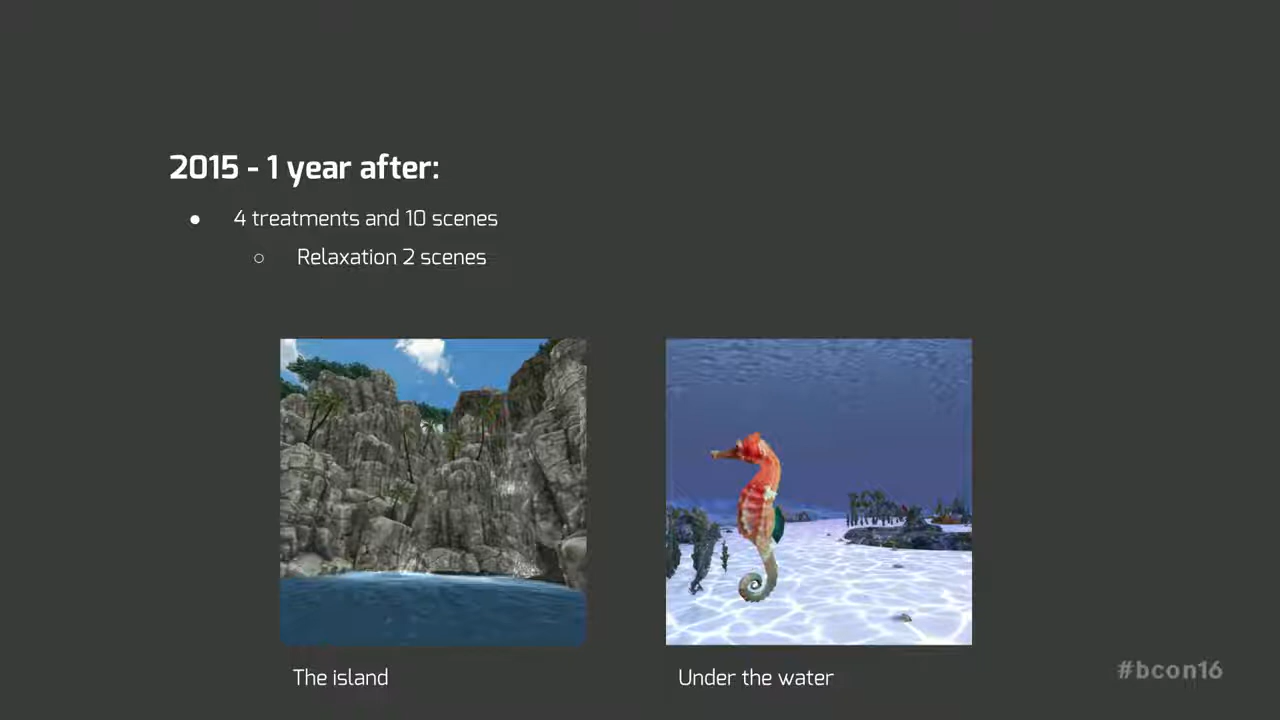 2015 - 1 year after:
● 4 treatments and 10 scenes
○ Relaxation 2 scenes
The island
Under the water
#bcon16